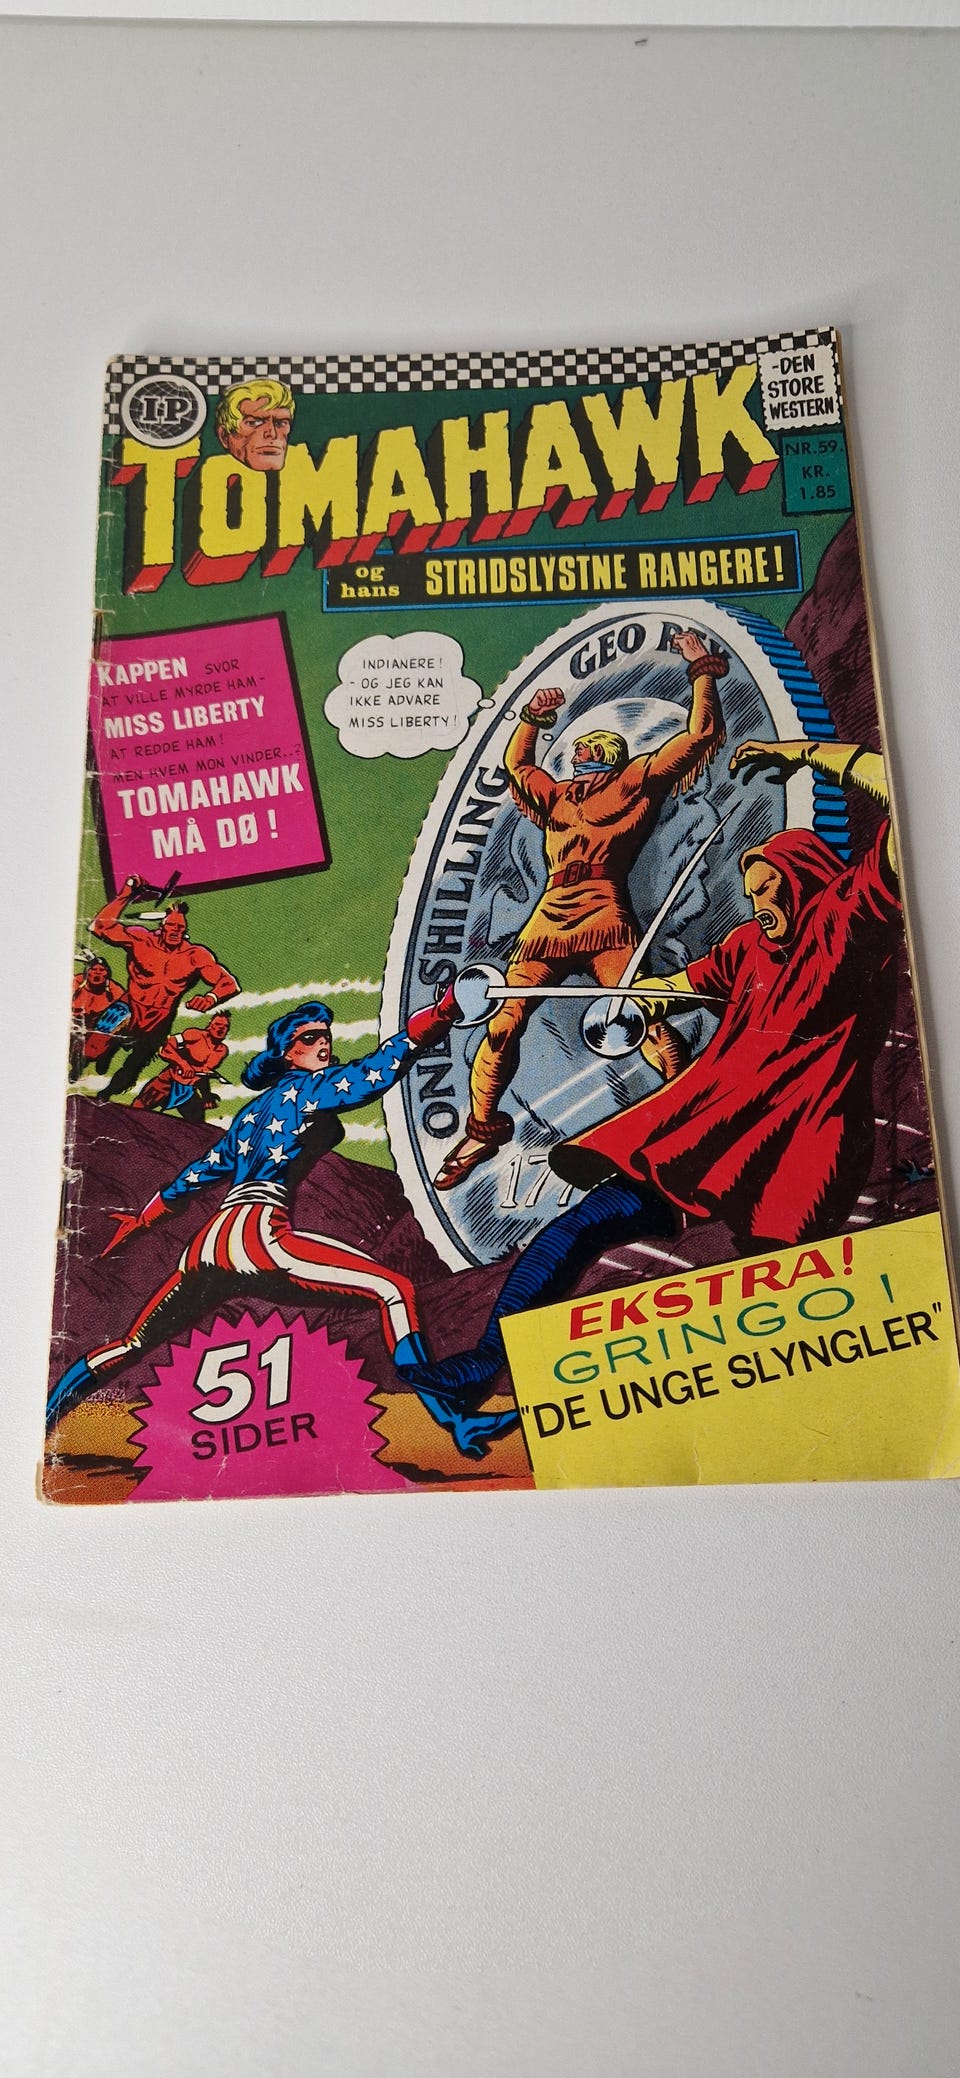 I·P
TOMAHAWK
-DEN
STORE
WESTERN
NR.59.
KR.
1.85
og
hans
STRIDSLYSTNE RANGERE!
KAPPEN SVOR
AT VILLE MYRDE HAM-
MISS LIBERTY
AT REDDE HAM!
MEN HVEM MON VINDER..?
TOMAHAWK
MÅ DØ!
INDIANERE!
- OG JEG KAN
IKKE ADVARE
MISS LIBERTY!
GEO REX
ONE SHILLING
177
51
SIDER
EKSTRA!
GRINGO!
"DE UNGE SLYNGLER"